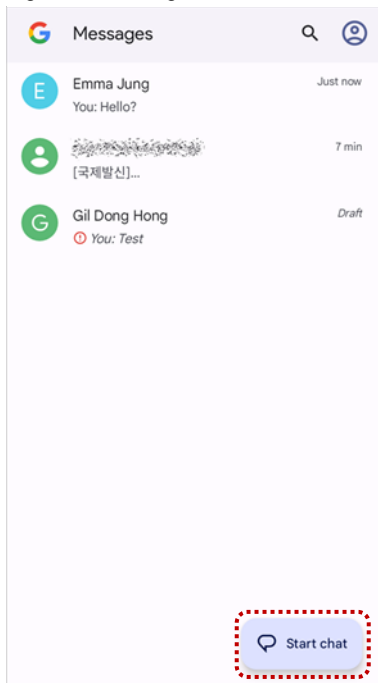 G Messages
E Emma Jung Just now
You: Hello?
7 min
[국제발신]...
G Gil Dong Hong Draft
You: Test
Start chat